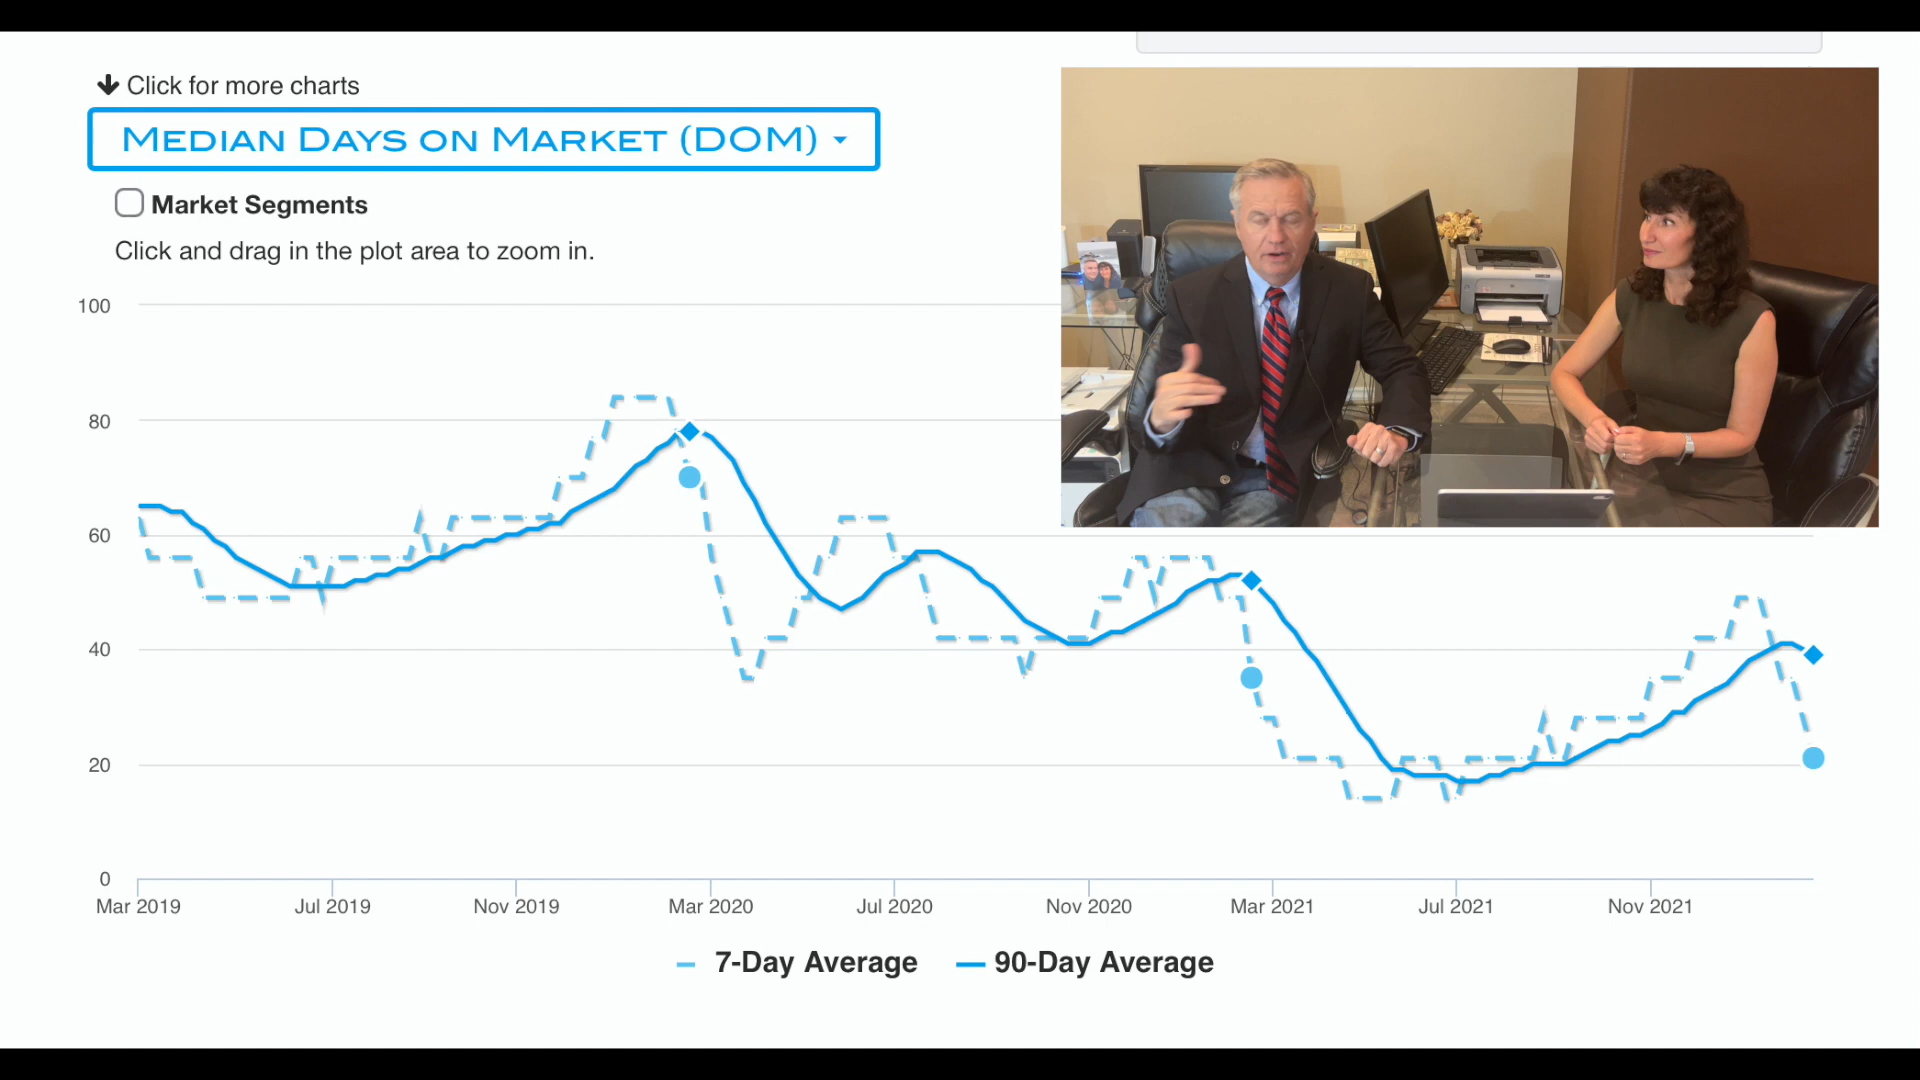 Click for more charts
MEDIAN DAYS ON MARKET (DOM)
Market Segments
Click and drag in the plot area to zoom in.
100
80
60
40
20
0
Mar 2019
Jul 2019
Nov 2019
Mar 2020
Jul 2020
Nov 2020
Mar 2021
Jul 2021
Nov 2021
7-Day Average
90-Day Average